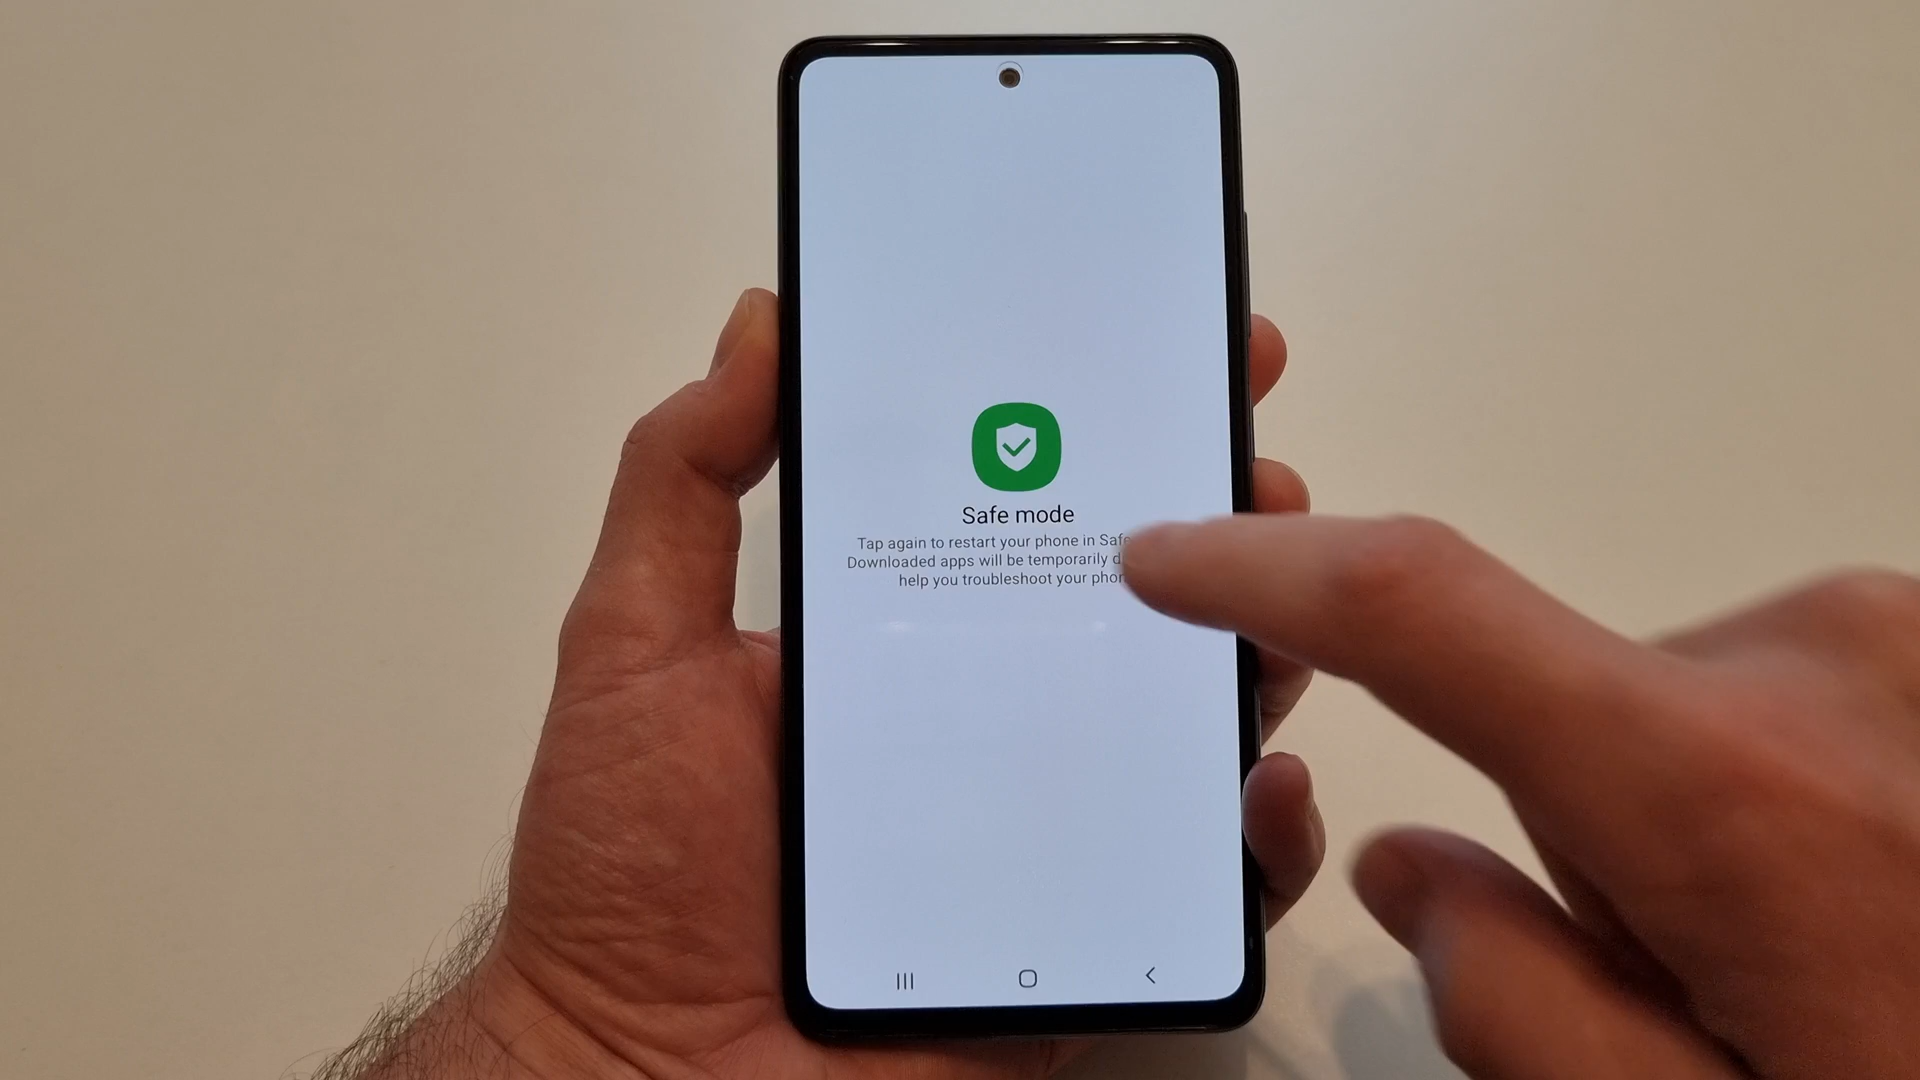 Safe mode
Tap again to restart your phone in Safe
Downloaded apps will be temporarily
help you troubleshoot your